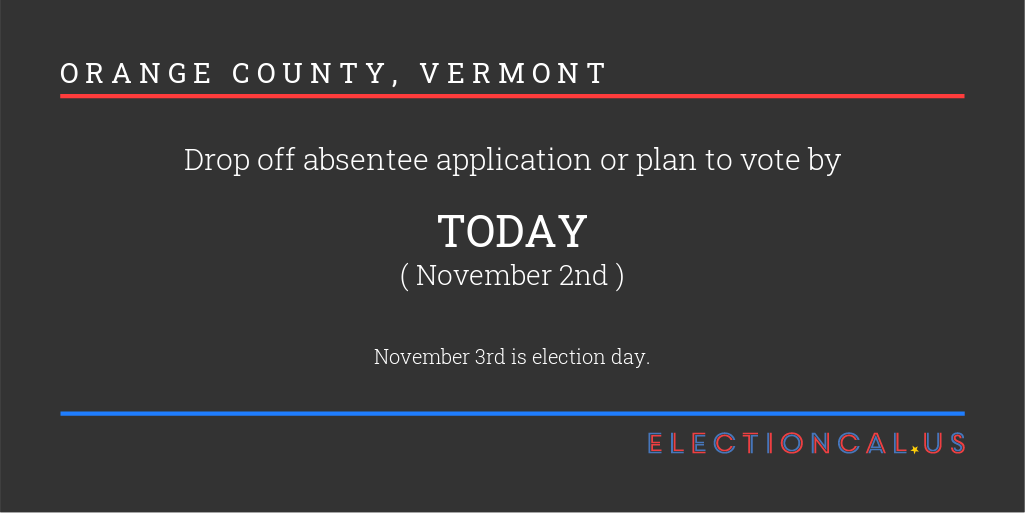 ORANGE COUNTY, VERMONT
Drop off absentee application or plan to vote by
TODAY
( November 2nd )
November 3rd is election day.
ELECTIONCAL.US